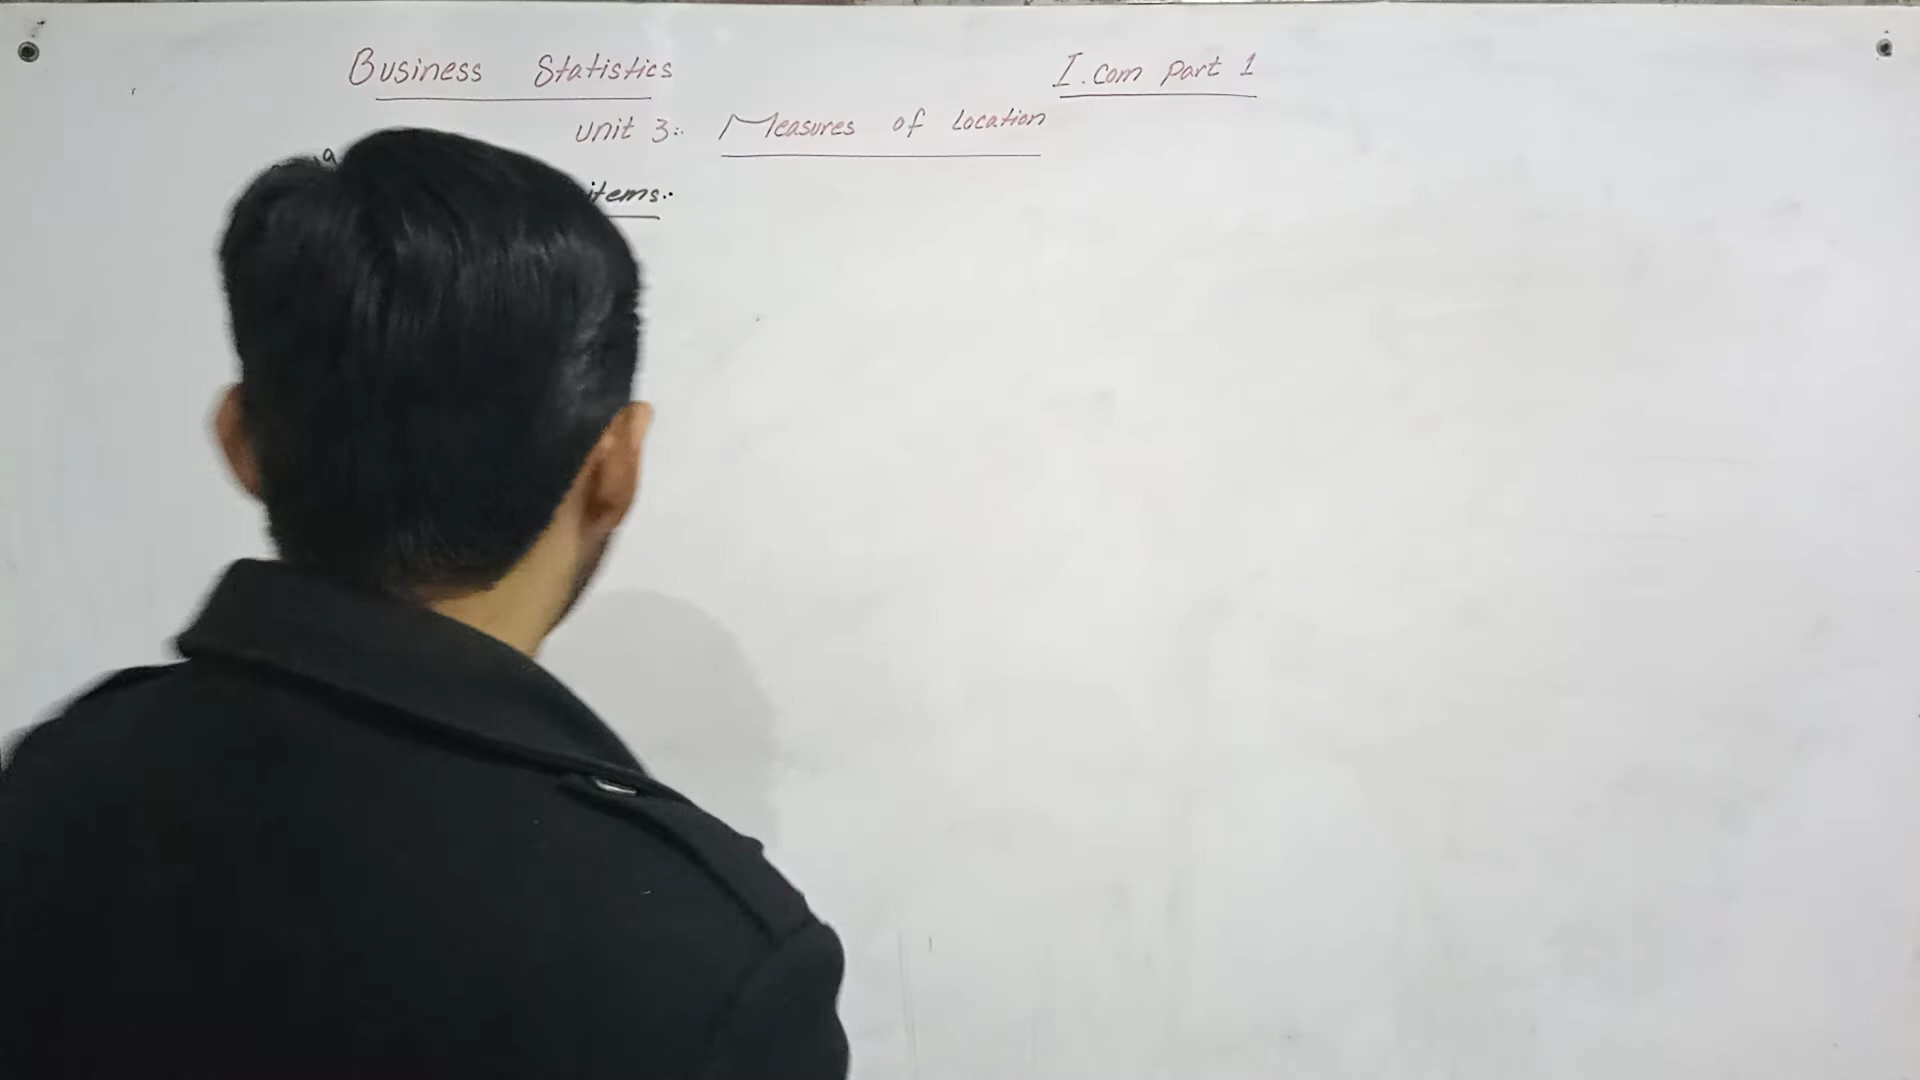 Business Statistics I.com part 1
unit 3:. Measures of Location
items:.